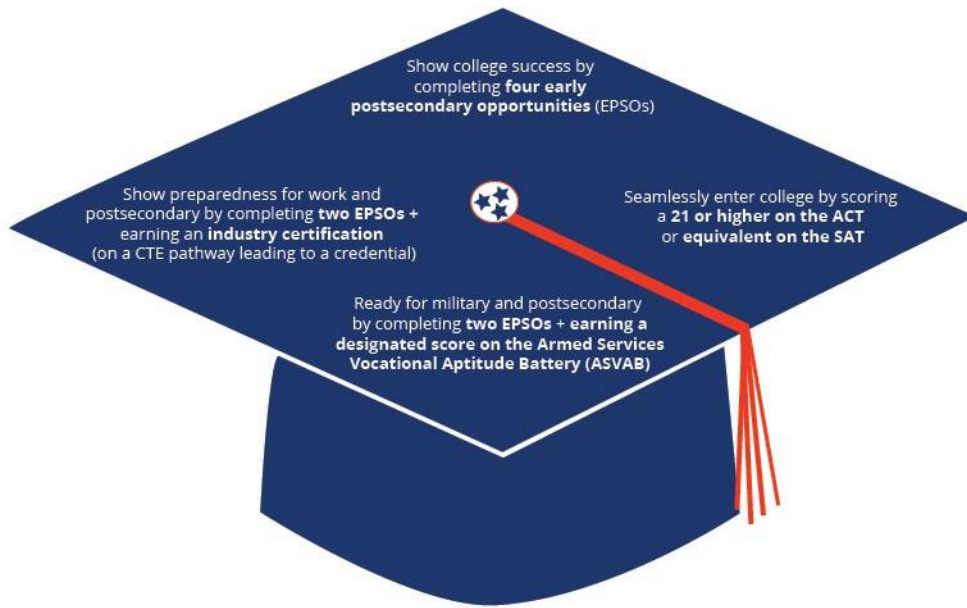 Show college success by
completing four early
postsecondary opportunities (EPSOs)
Show preparedness for work and
postsecondary by completing two EPSOs +
earning an industry certification
(on a CTE pathway leading to a credential)
Seamlessly enter college by scoring
a 21 or higher on the ACT
or equivalent on the SAT
Ready for military and postsecondary
by completing two EPSOs + earning a
designated score on the Armed Services
Vocational Aptitude Battery (ASVAB)